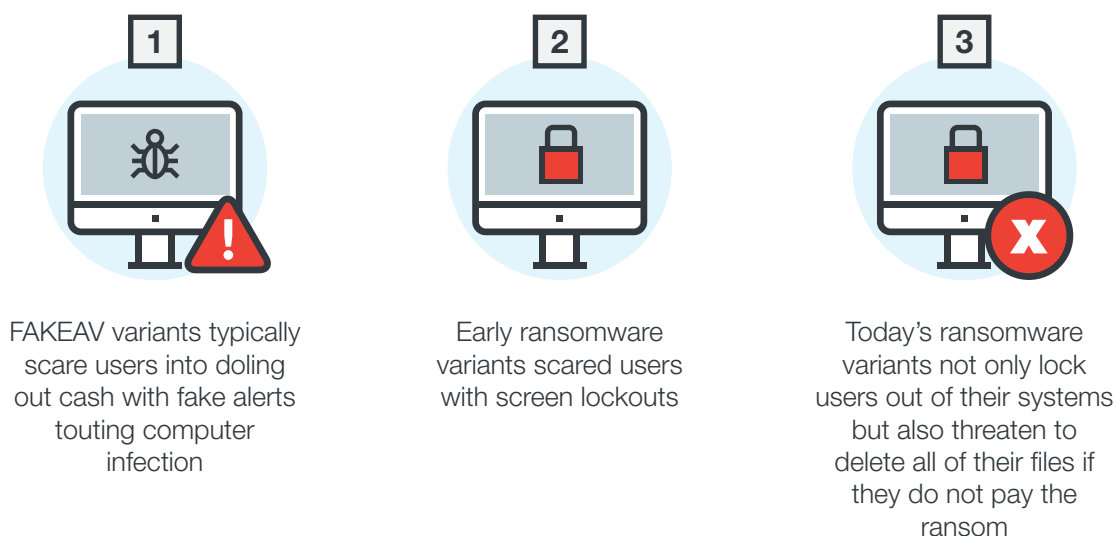 1
FAKEAV variants typically
scare users into doling
out cash with fake alerts
touting computer
infection
2
Early ransomware
variants scared users
with screen lockouts
3
Today’s ransomware
variants not only lock
users out of their systems
but also threaten to
delete all of their files if
they do not pay the
ransom